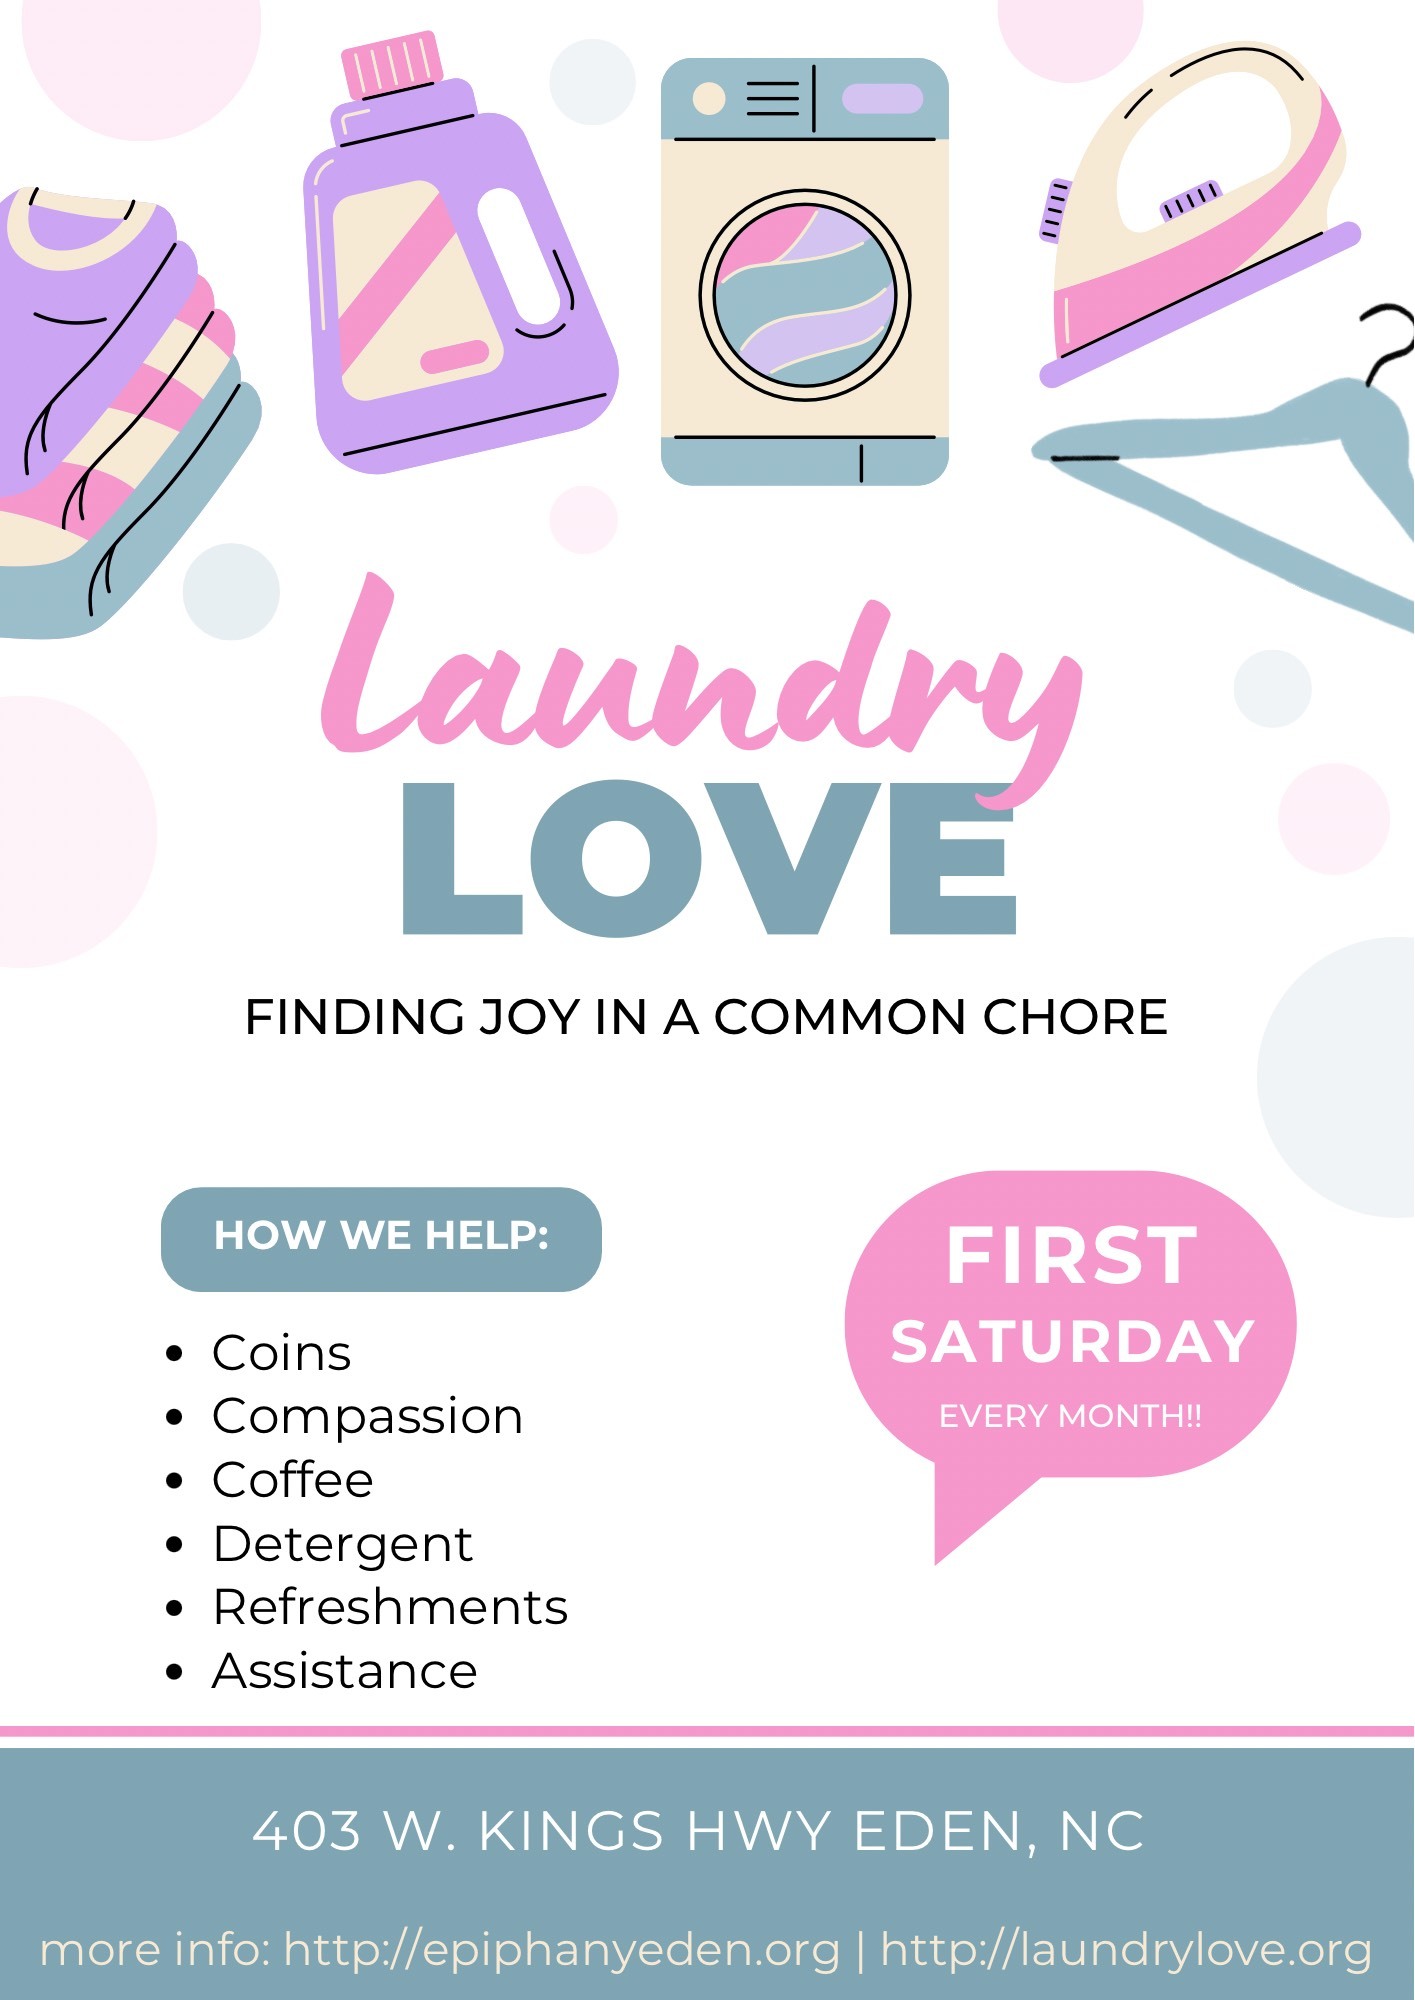 Laundry
LOVE
FINDING JOY IN A COMMON CHORE
HOW WE HELP:
• Coins
• Compassion
• Coffee
• Detergent
• Refreshments
• Assistance
FIRST
SATURDAY
EVERY MONTH!!
403 W. KINGS HWY EDEN, NC
more info: http://epiphanyeden.org | http://laundrylove.org